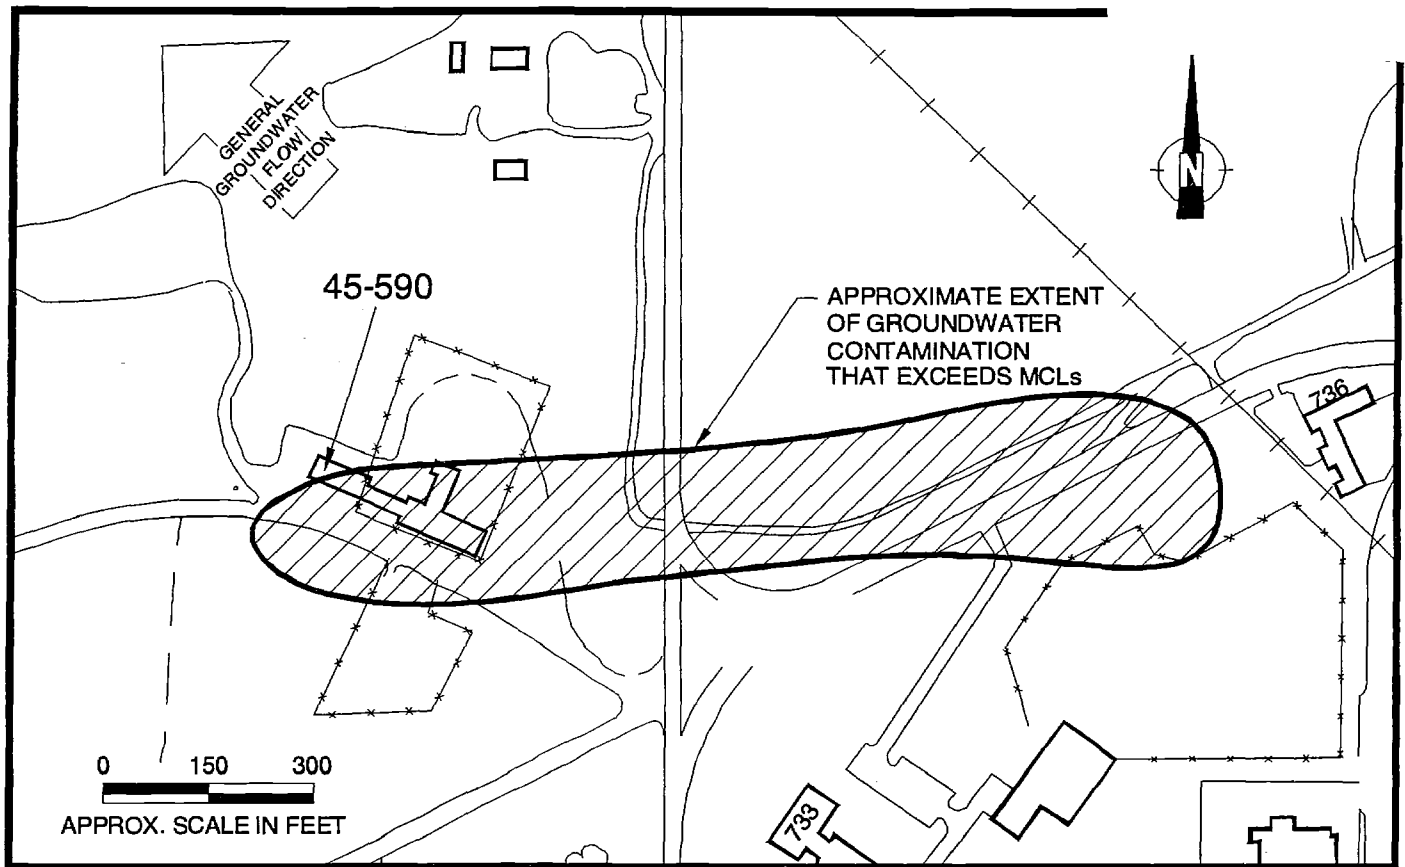 GENERAL
GROUNDWATER
FLOW
DIRECTION
N
45-590
APPROXIMATE EXTENT
OF GROUNDWATER
CONTAMINATION
THAT EXCEEDS MCLs
736
0 150 300
APPROX. SCALE IN FEET
733